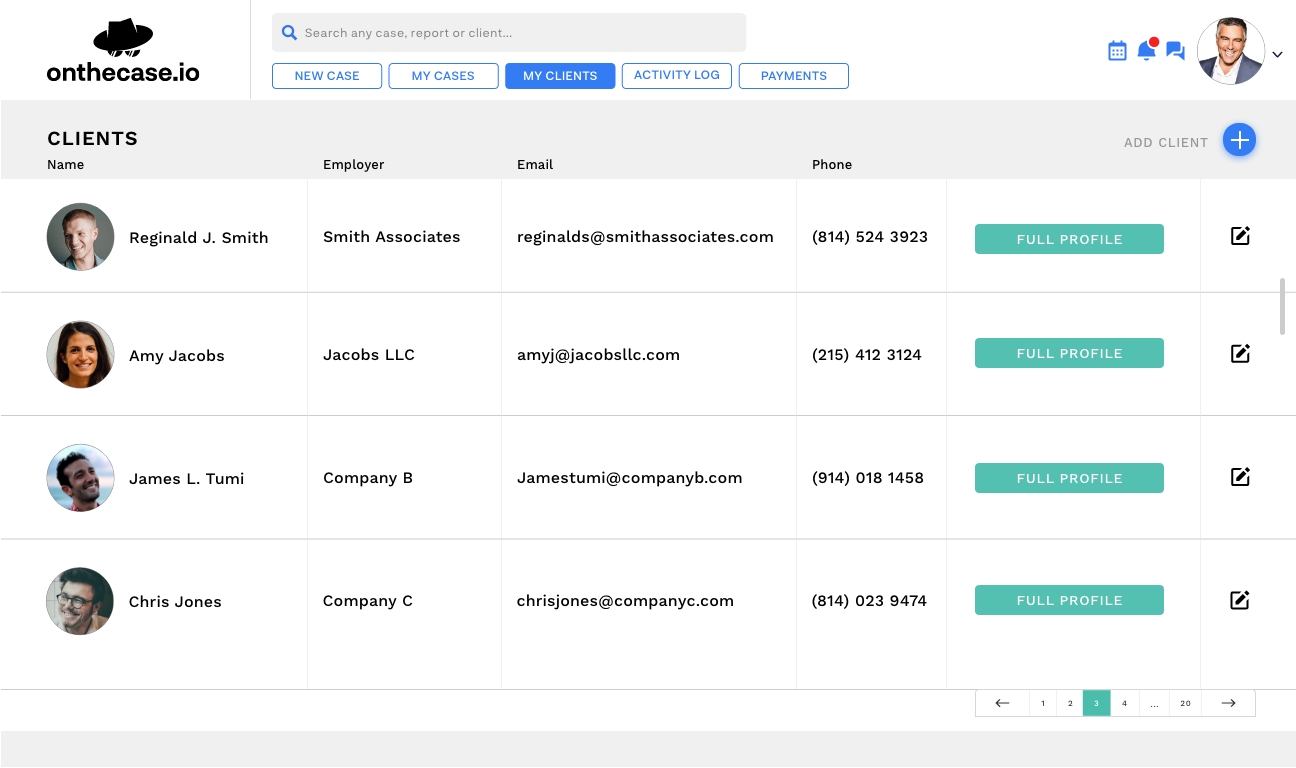 onthecase.io
Search any case, report or client...
NEW CASE MY CASES MY CLIENTS ACTIVITY LOG PAYMENTS
CLIENTS
ADD CLIENT
Name Employer Email Phone
Reginald J. Smith Smith Associates reginalds@smithassociates.com (814) 524 3923 FULL PROFILE
Amy Jacobs Jacobs LLC amyj@jacobsllc.com (215) 412 3124 FULL PROFILE
James L. Tumi Company B Jamestumi@companyb.com (914) 018 1458 FULL PROFILE
Chris Jones Company C chrisjones@companyc.com (814) 023 9474 FULL PROFILE
1 2 3 4 ... 20